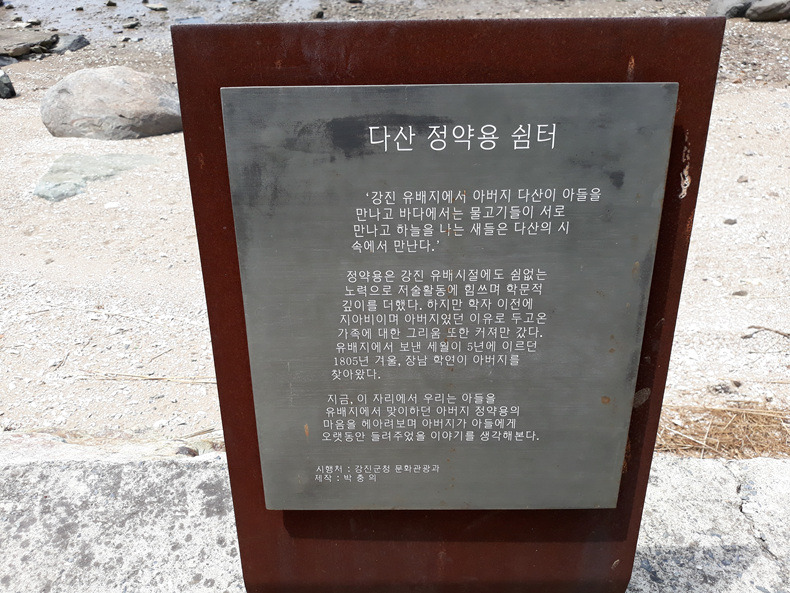 다산 정약용 쉼터
'강진 유배지에서 아버지 다산이 아들을
만나고 바다에서는 물고기들이 서로
만나고 하늘을 나는 새들은 다산의 시
속에서 만난다.'
정약용은 강진 유배시절에도 쉼없는
노력으로 저술활동에 힘쓰며 학문적
깊이를 더했다. 하지만 학자 이전에
지아비이며 아버지였던 이유로 두고온
가족에 대한 그리움 또한 커져만 갔다.
유배지에서 보낸 세월이 5년에 이르던
1805년 겨울, 장남 학연이 아버지를
찾아왔다.
지금, 이 자리에서 우리는 아들을
유배지에서 맞이하던 아버지 정약용의
마음을 헤아려보며 아버지가 아들에게
오랫동안 들려주었을 이야기를 생각해본다.
시행처 : 강진군청 문화관광과
제작 : 박 충 의